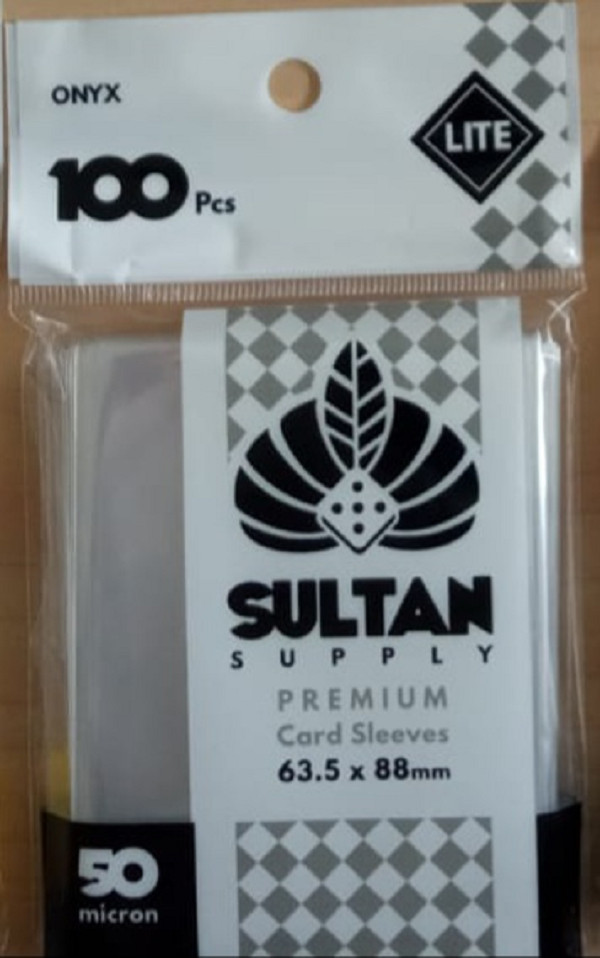 ONYX
LITE
100 Pcs
SULTAN
SUPPLY
PREMIUM
Card Sleeves
63.5 x 88mm
50
micron